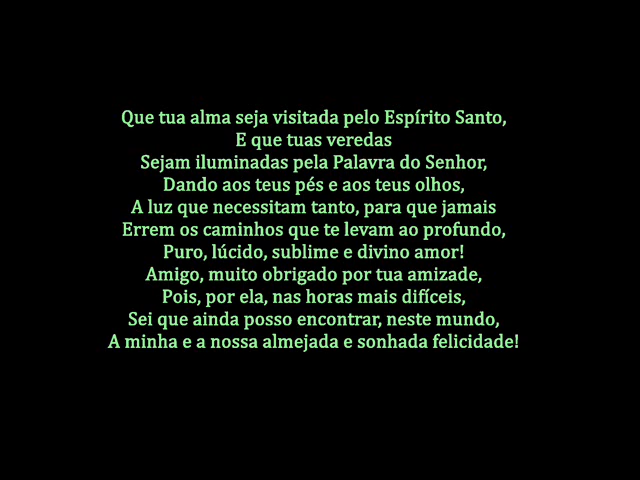 Que tua alma seja visitada pelo Espírito Santo,
E que tuas veredas
Sejam iluminadas pela Palavra do Senhor,
Dando aos teus pés e aos teus olhos,
A luz que necessitam tanto, para que jamais
Errem os caminhos que te levam ao profundo,
Puro, lúcido, sublime e divino amor!
Amigo, muito obrigado por tua amizade,
Pois, por ela, nas horas mais difíceis,
Sei que ainda posso encontrar, neste mundo,
A minha e a nossa almejada e sonhada felicidade!